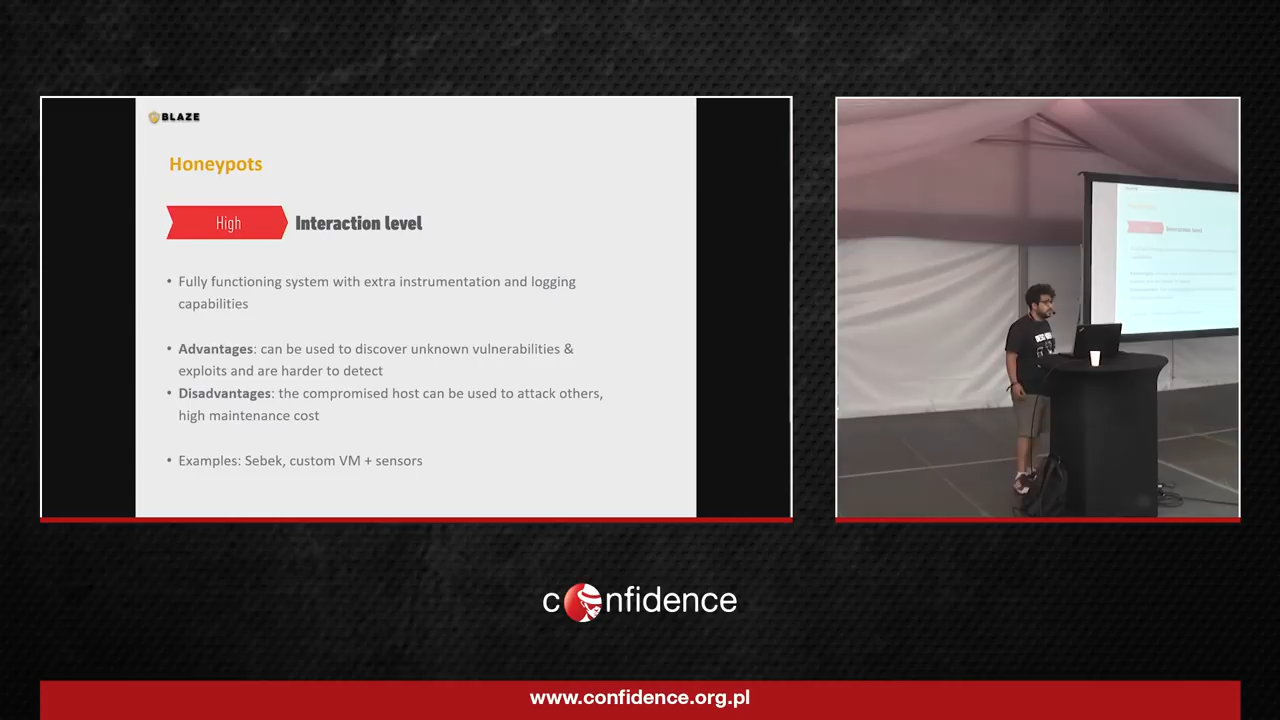 BLAZE
Honeypots
High
Interaction level
• Fully functioning system with extra instrumentation and logging
capabilities
• Advantages: can be used to discover unknown vulnerabilities &
exploits and are harder to detect
• Disadvantages: the compromised host can be used to attack others,
high maintenance cost
• Examples: Sebek, custom VM + sensors
Interaction level
confidence
www.confidence.org.pl